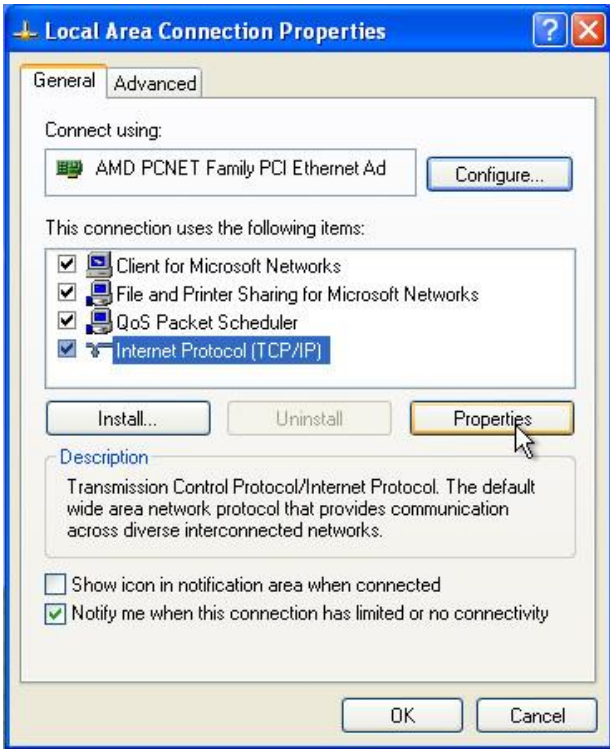 Local Area Connection Properties
General Advanced
Connect using:
AMD PCNET Family PCI Ethernet Ad
Configure...
This connection uses the following items:
Client for Microsoft Networks
File and Printer Sharing for Microsoft Networks
QoS Packet Scheduler
Internet Protocol (TCP/IP)
Install... Uninstall Properties
Description
Transmission Control Protocol/Internet Protocol. The default
wide area network protocol that provides communication
across diverse interconnected networks.
Show icon in notification area when connected
Notify me when this connection has limited or no connectivity
OK Cancel